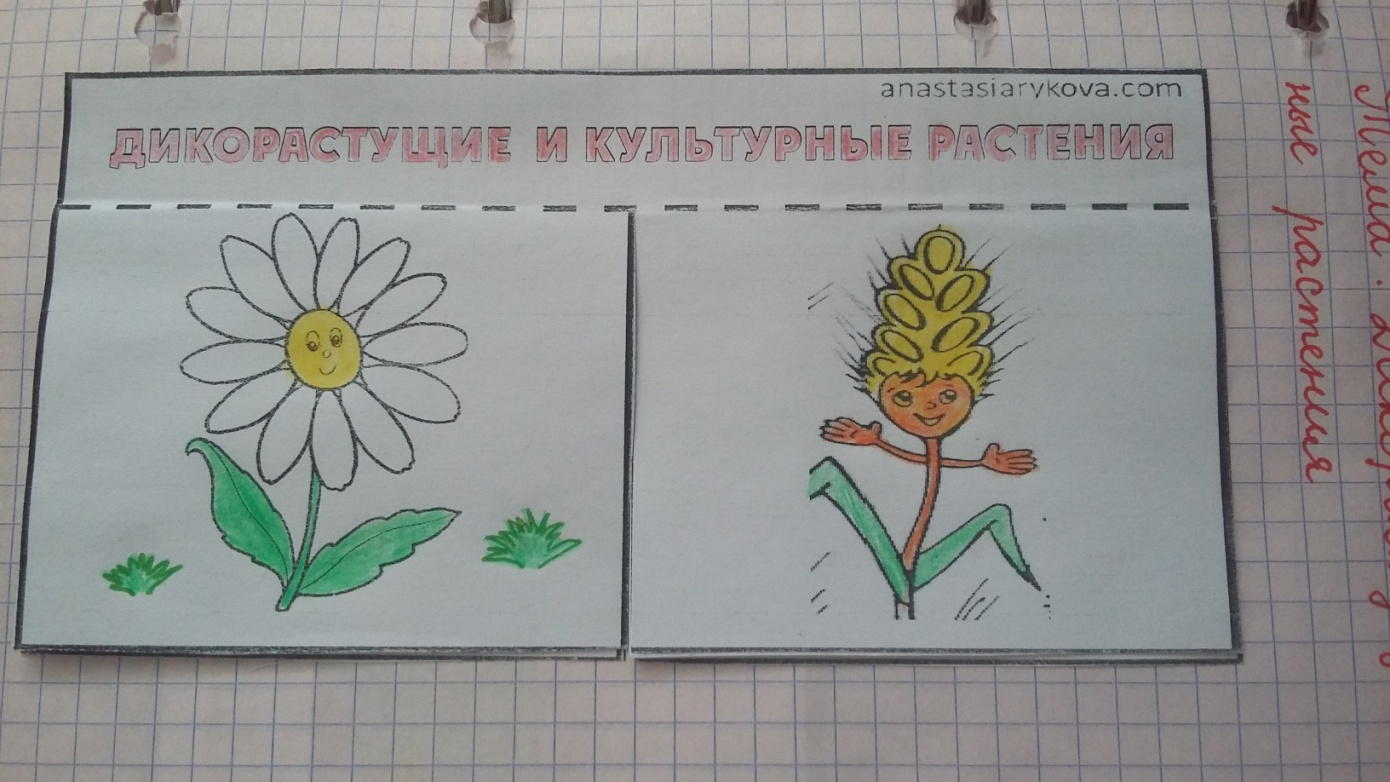 anastasiarykova.com
ДИКОРАСТУЩИЕ И КУЛЬТУРНЫЕ РАСТЕНИЯ
Тема:
ные растения